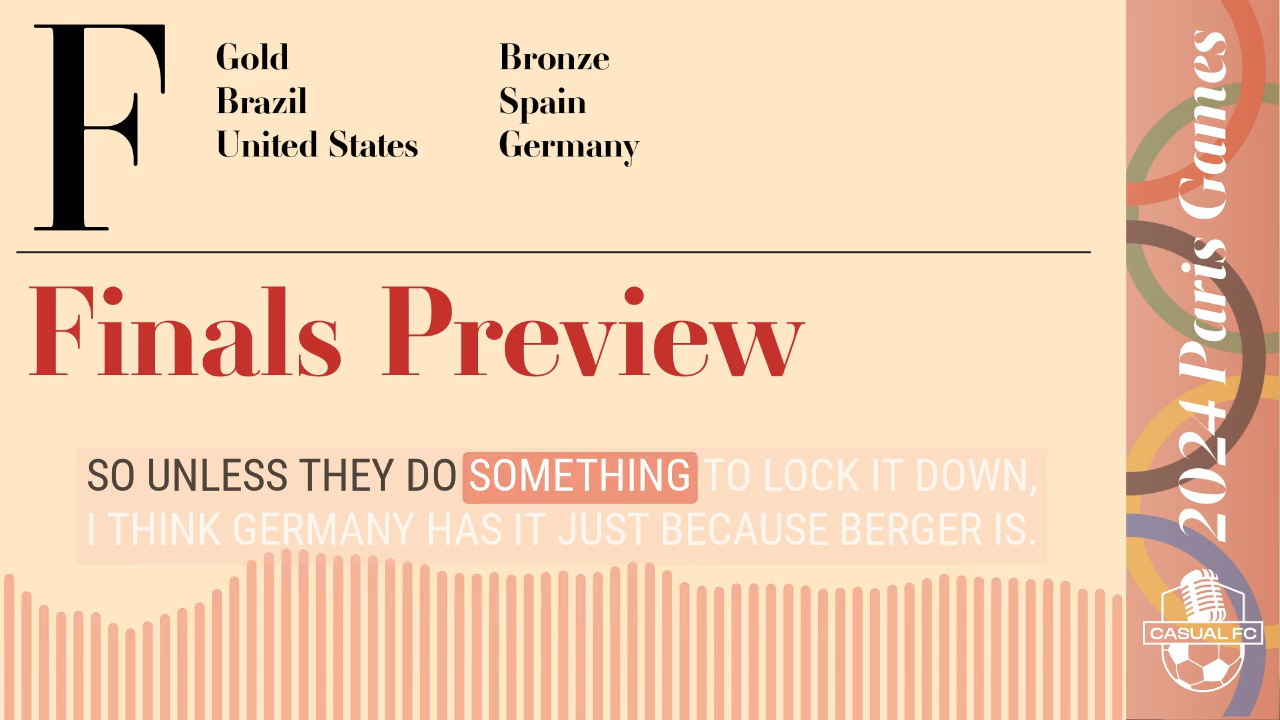 F
Gold
Brazil
United States
Bronze
Spain
Germany
Finals Preview
SO UNLESS THEY DO SOMETHING TO LOCK IT DOWN,
I THINK GERMANY HAS IT JUST BECAUSE BERGER IS.
2024 Paris Games
CASUAL FC